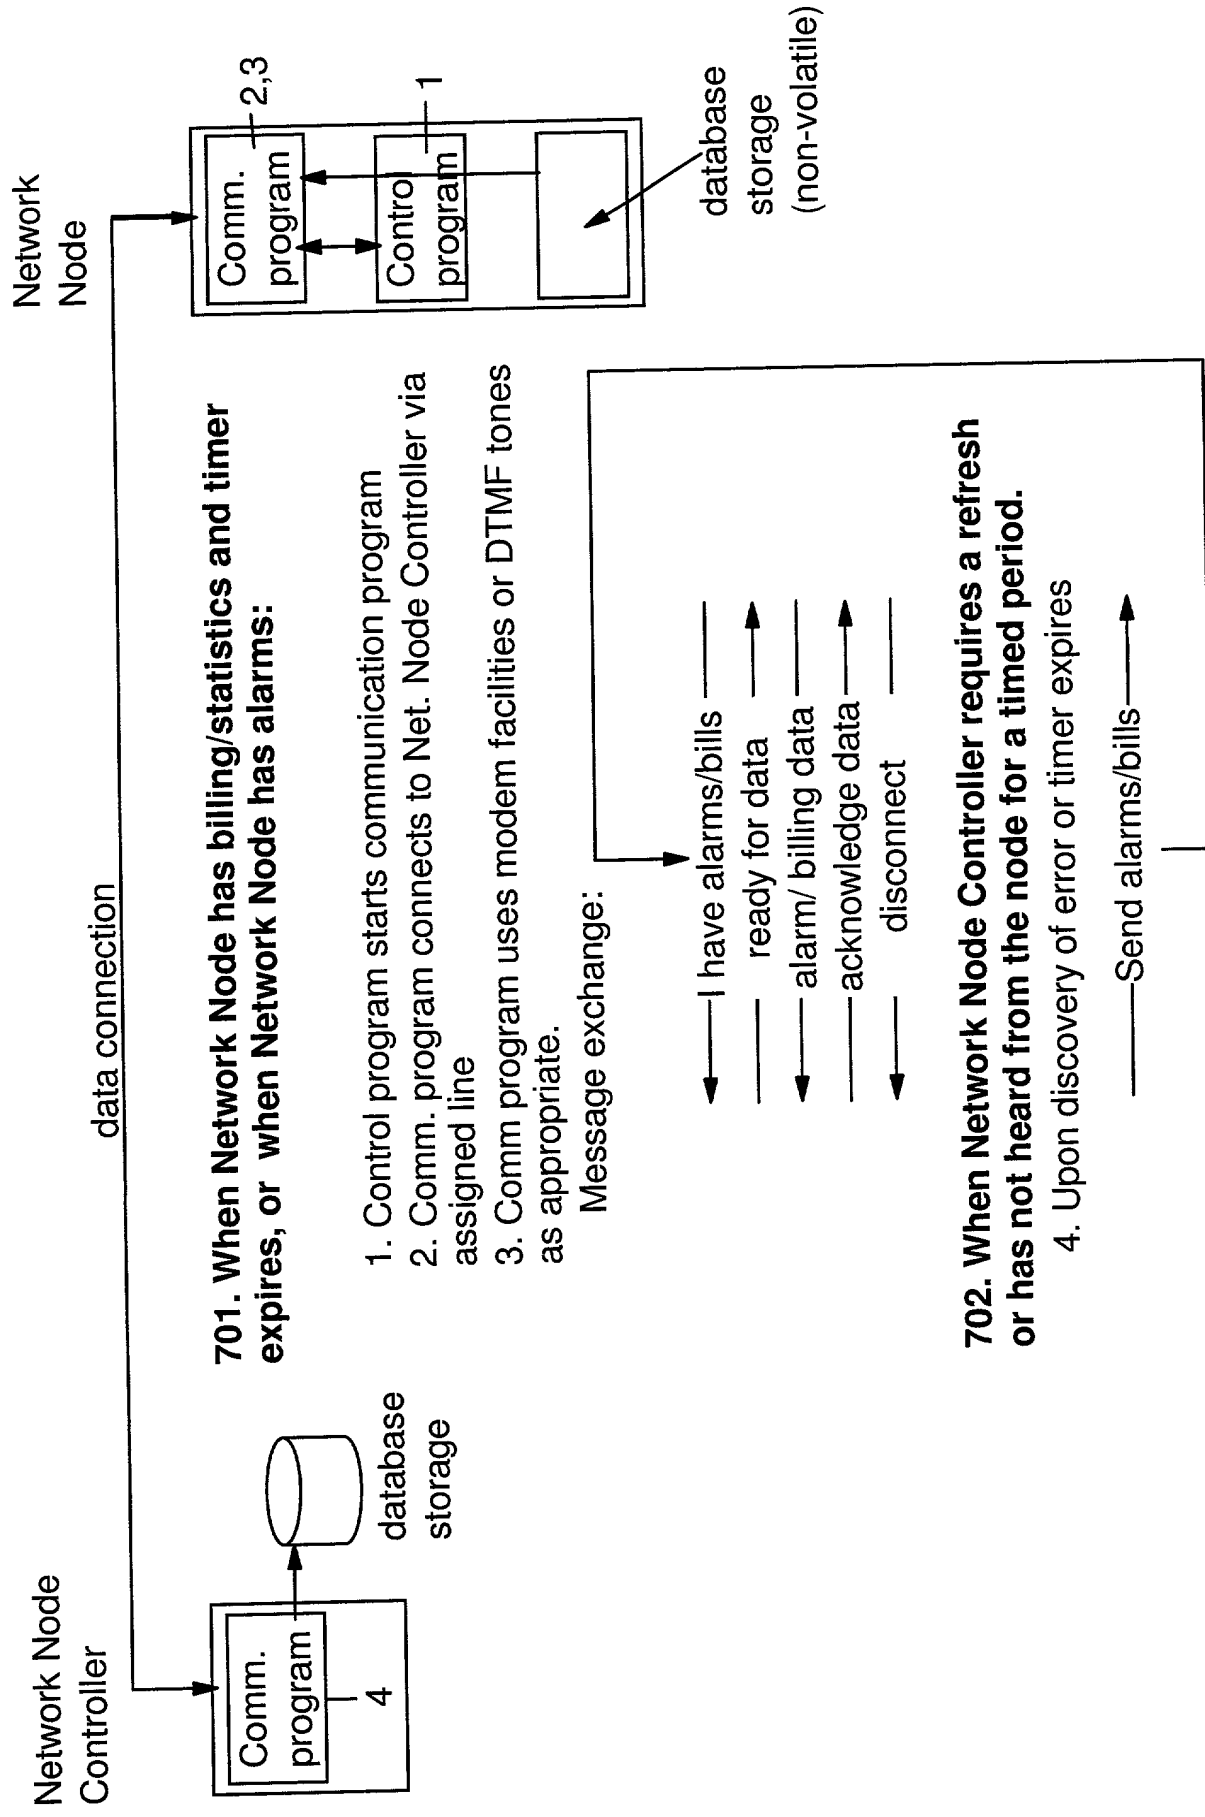 Network Node
Controller
Comm.
program
4
database
storage
data connection
Network
Node
Comm.
program
2,3
Control
program
1
database
storage
(non-volatile)
701. When Network Node has billing/statistics and timer
expires, or when Network Node has alarms:
1. Control program starts communication program
2. Comm. program connects to Net. Node Controller via
assigned line
3. Comm program uses modem facilities or DTMF tones
as appropriate.
Message exchange:
I have alarms/bills
ready for data
alarm/ billing data
acknowledge data
disconnect
702. When Network Node Controller requires a refresh
or has not heard from the node for a timed period.
4. Upon discovery of error or timer expires
Send alarms/bills